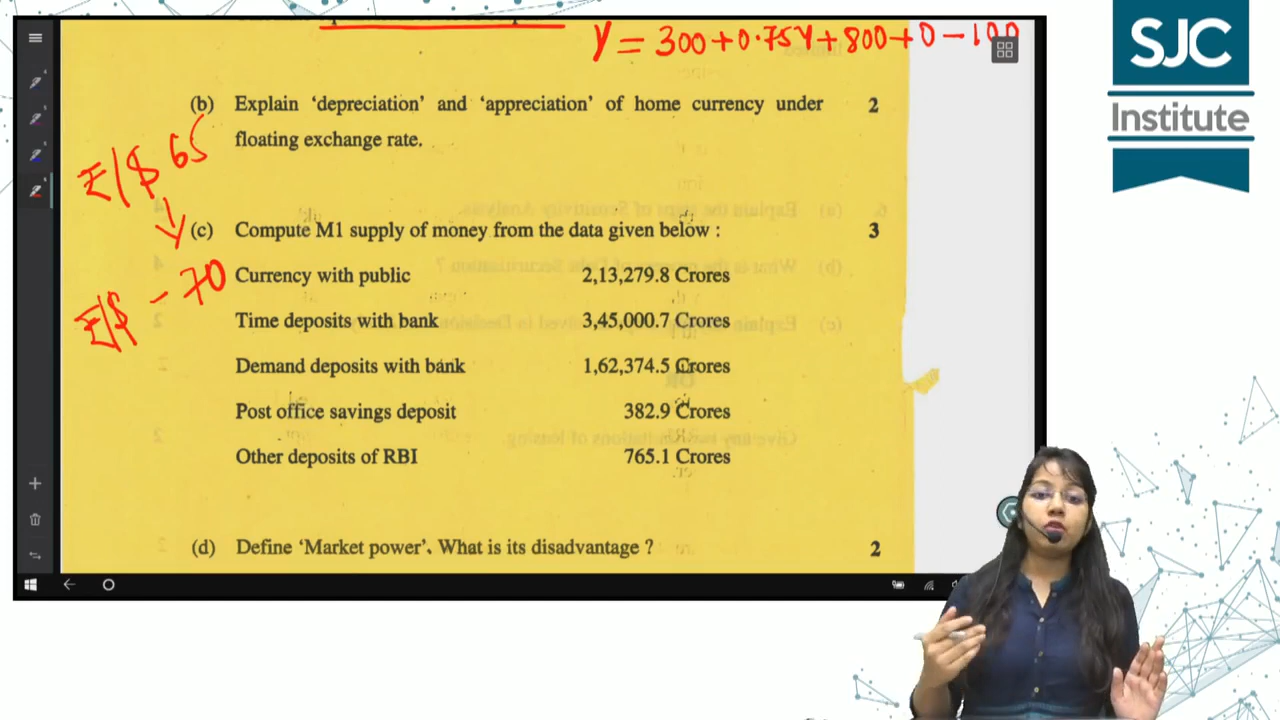 Y = 300 + 0.75Y + 800 + 0 - 100
(b) Explain ‘depreciation’ and ‘appreciation’ of home currency under 2
floating exchange rate.
₹/$ 65
(c) Compute M1 supply of money from the data given below : 3
₹/$ - 70
Currency with public 2,13,279.8 Crores
Time deposits with bank 3,45,000.7 Crores
Demand deposits with bank 1,62,374.5 Crores
Post office savings deposit 382.9 Crores
Other deposits of RBI 765.1 Crores
(d) Define ‘Market power’. What is its disadvantage ? 2
SJC
Institute